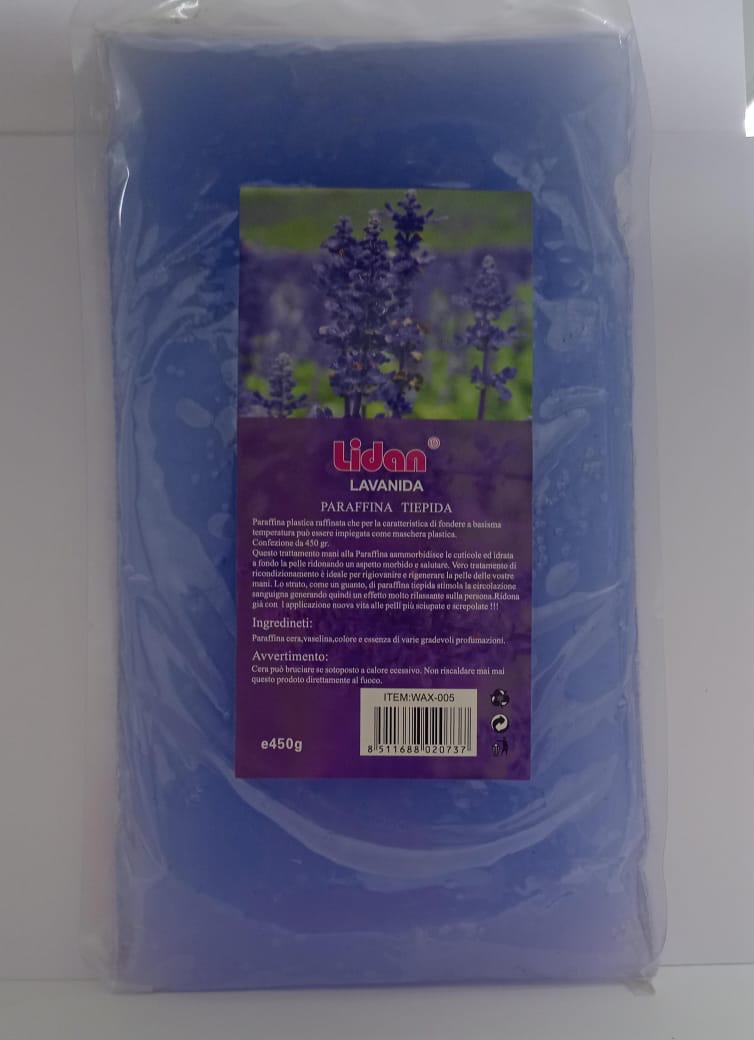 Lidan®
LAVANIDA
PARAFFINA TIEPIDA
Paraffina plastica raffinata che per la caratteristica di fondere a basisma
temperatura può essere impiegata come maschera plastica.
Confezione da 450 gr.
Questo trattamento mani alla Paraffina aammorbidisce le cuticole ed idrata
a fondo la pelle ridonando un aspetto morbido e salutare. Vero tratamento di
ricondizionamento è ideale per rigiovanire e rigenerare la pelle delle vostre
mani. Lo strato, come un guanto, di paraffina tiepida stimola la circolazione
sanguigna generando quindi un effetto molto rilassante sulla persona.Ridona
già con 1applicazione nuova vita alle pelli più sciupate e screpolate !!!
Ingredineti:
Paraffina cera,vaselina,colore e essenza di varie gradevoli profumazioni.
Avvertimento:
Cera può bruciare se sotoposto a calore ecessivo. Non riscaldare mai mai
questo prodoto direttamente al fuoco.
ITEM:WAX-005
8 511688 020737
e450g